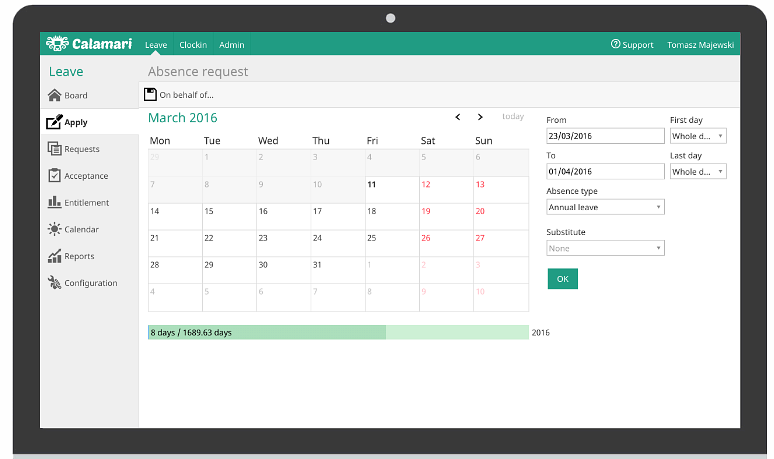 Calamari
Leave Clockin Admin
Support Tomasz Majewski
Leave
Board
Apply
Requests
Acceptance
Entitlement
Calendar
Reports
Configuration
Absence request
On behalf of...
March 2016 < > today
Mon Tue Wed Thu Fri Sat Sun
29 1 2 3 4 5 6
7 8 9 10 11 12 13
14 15 16 17 18 19 20
21 22 23 24 25 26 27
28 29 30 31 1 2 3
4 5 6 7 8 9 10
8 days / 1689.63 days 2016
From First day
23/03/2016 Whole d...
To Last day
01/04/2016 Whole d...
Absence type
Annual leave
Substitute
None
OK